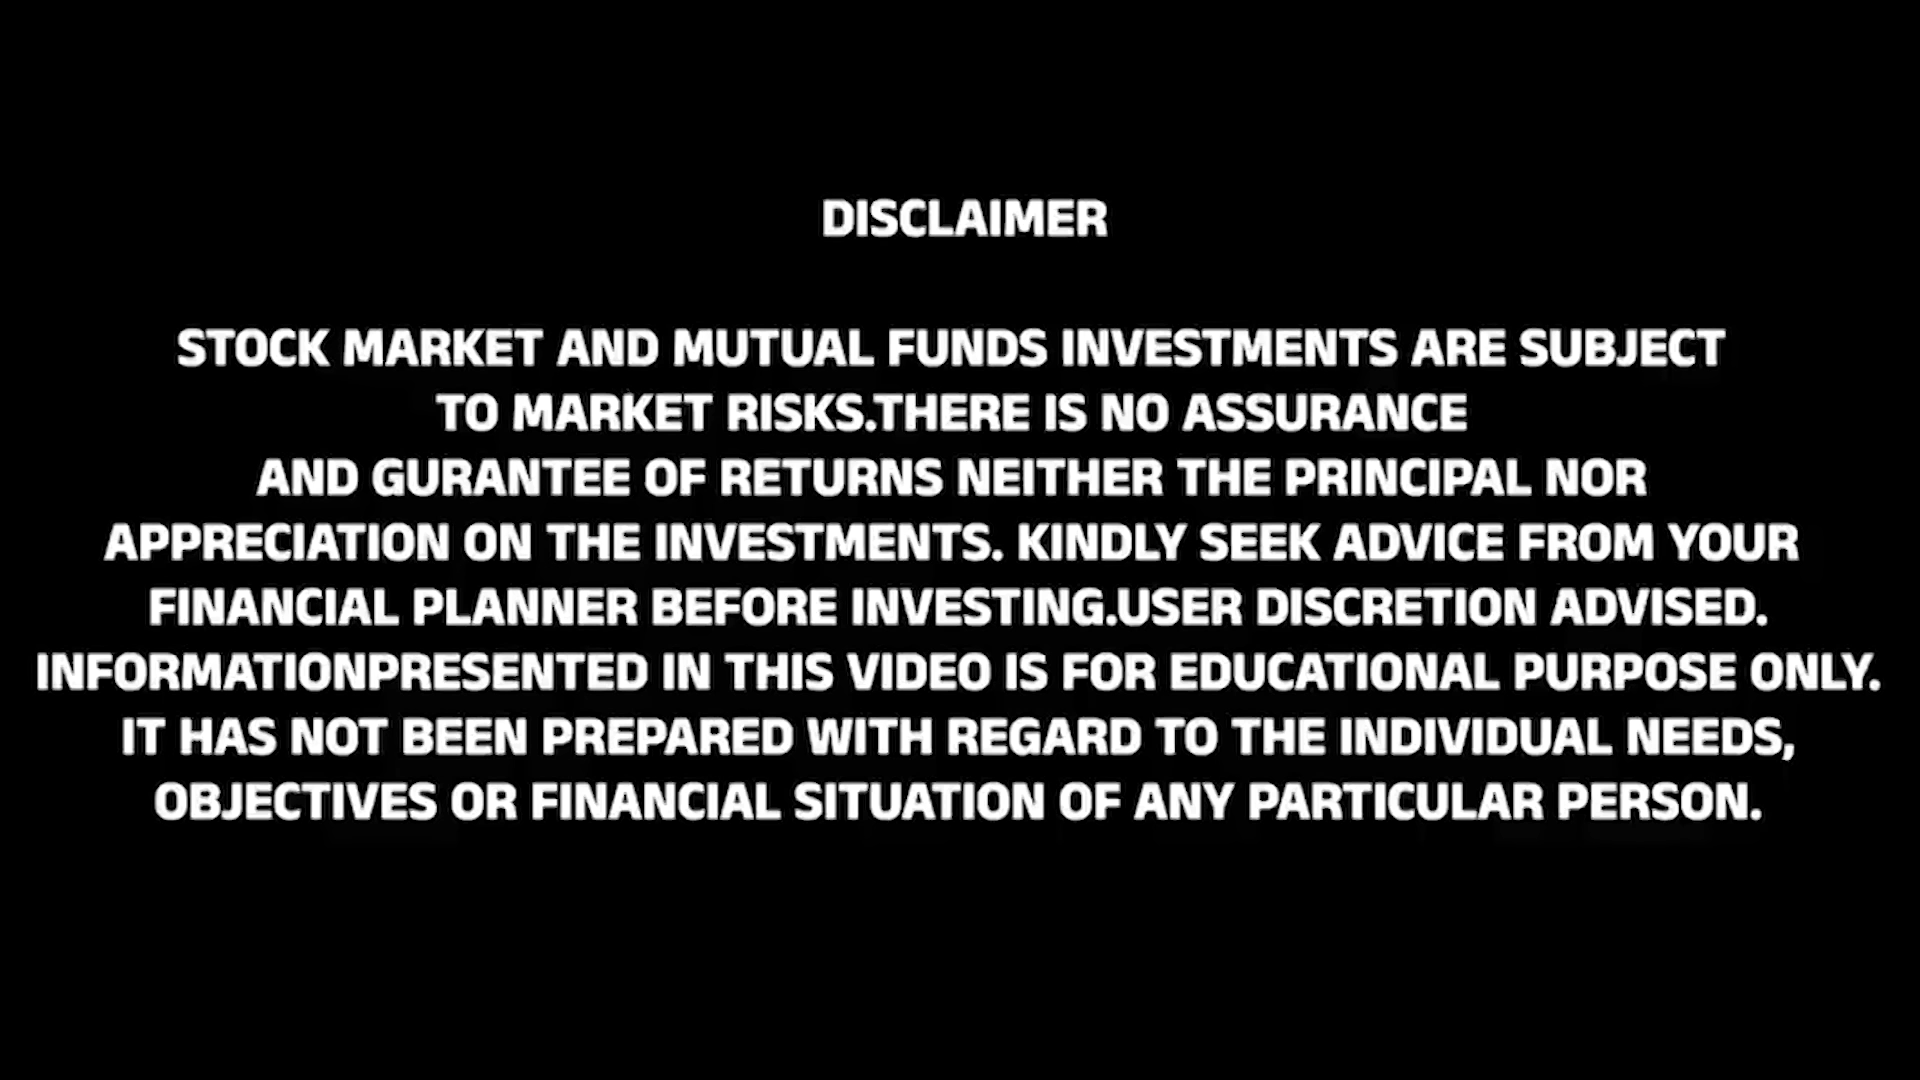 DISCLAIMER
STOCK MARKET AND MUTUAL FUNDS INVESTMENTS ARE SUBJECT
TO MARKET RISKS.THERE IS NO ASSURANCE
AND GURANTEE OF RETURNS NEITHER THE PRINCIPAL NOR
APPRECIATION ON THE INVESTMENTS. KINDLY SEEK ADVICE FROM YOUR
FINANCIAL PLANNER BEFORE INVESTING.USER DISCRETION ADVISED.
INFORMATIONPRESENTED IN THIS VIDEO IS FOR EDUCATIONAL PURPOSE ONLY.
IT HAS NOT BEEN PREPARED WITH REGARD TO THE INDIVIDUAL NEEDS,
OBJECTIVES OR FINANCIAL SITUATION OF ANY PARTICULAR PERSON.